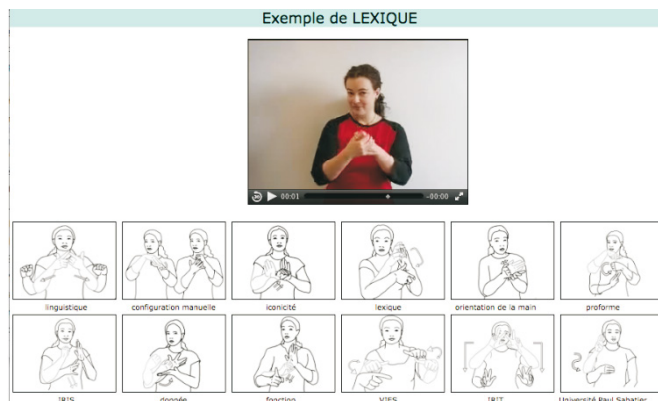 Exemple de LEXIQUE
30 00:01 -00:00
linguistique configuration manuelle iconicité lexique orientation de la main proforme
IRIS donnée fonction VIES IRIT Université Paul Sabatier